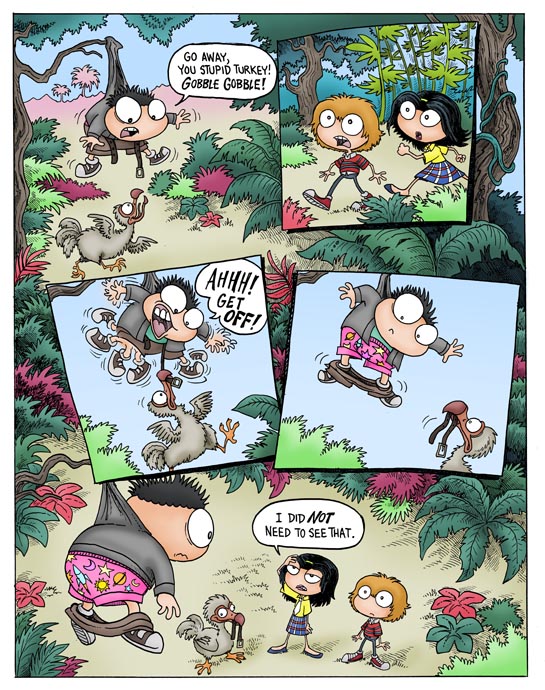 GO AWAY,
YOU STUPID TURKEY!
GOBBLE GOBBLE!
AHHH!
GET
OFF!
I DID NOT
NEED TO SEE THAT.